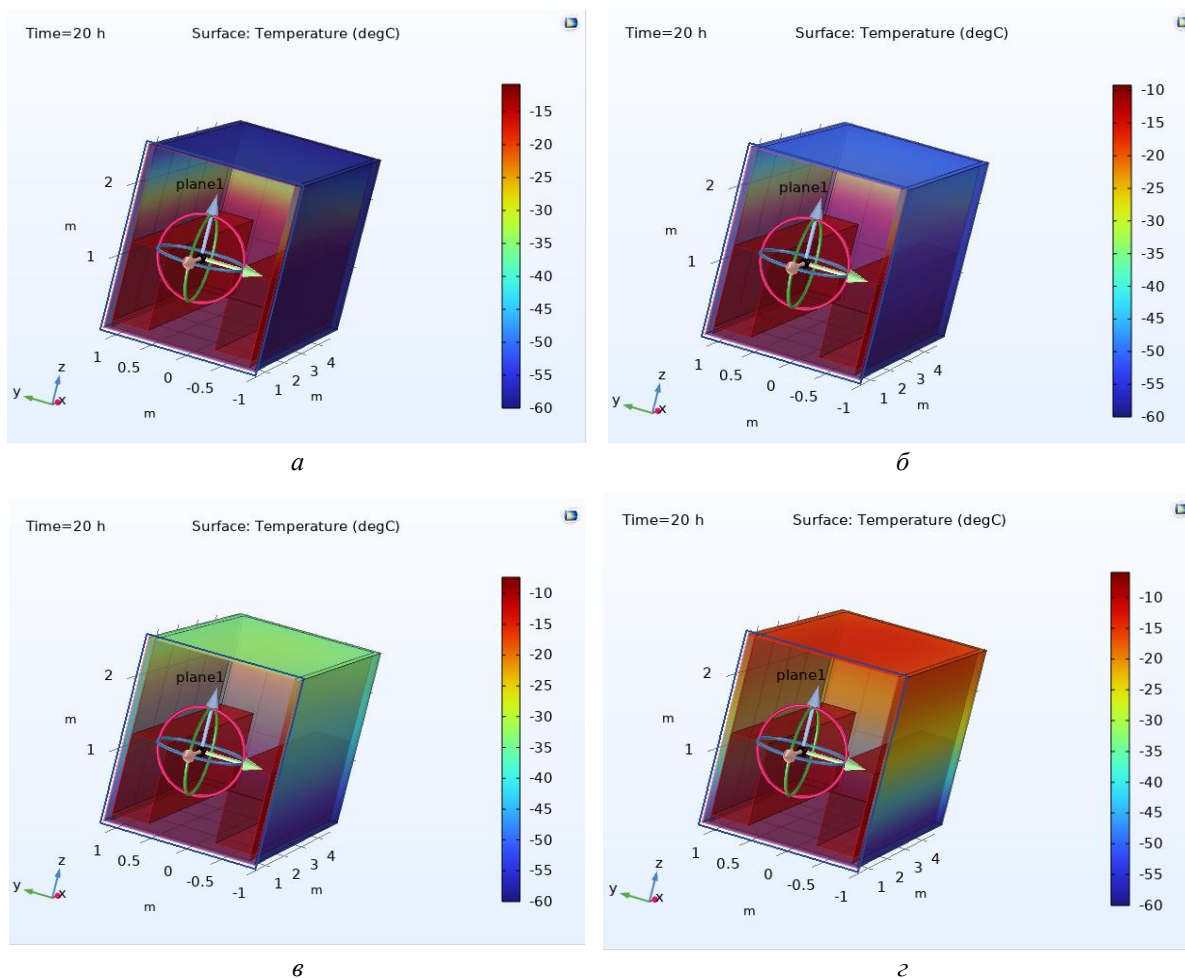 Time=20 h Surface: Temperature (degC)
-15
-20
-25
-30
-35
-40
-45
-50
-55
-60
2
m
1
plane1
1
0.5
0
-0.5
-1
m
1
2
3
4
m
z
y
x
а
Time=20 h Surface: Temperature (degC)
-10
-15
-20
-25
-30
-35
-40
-45
-50
-55
-60
2
m
1
plane1
1
0.5
0
-0.5
-1
m
1
2
3
4
m
z
y
x
б
Time=20 h Surface: Temperature (degC)
-10
-15
-20
-25
-30
-35
-40
-45
-50
-55
-60
2
m
1
plane1
1
0.5
0
-0.5
-1
m
1
2
3
4
m
z
y
x
в
Time=20 h Surface: Temperature (degC)
-10
-15
-20
-25
-30
-35
-40
-45
-50
-55
-60
2
m
1
plane1
1
0.5
0
-0.5
-1
m
1
2
3
4
m
z
y
x
г